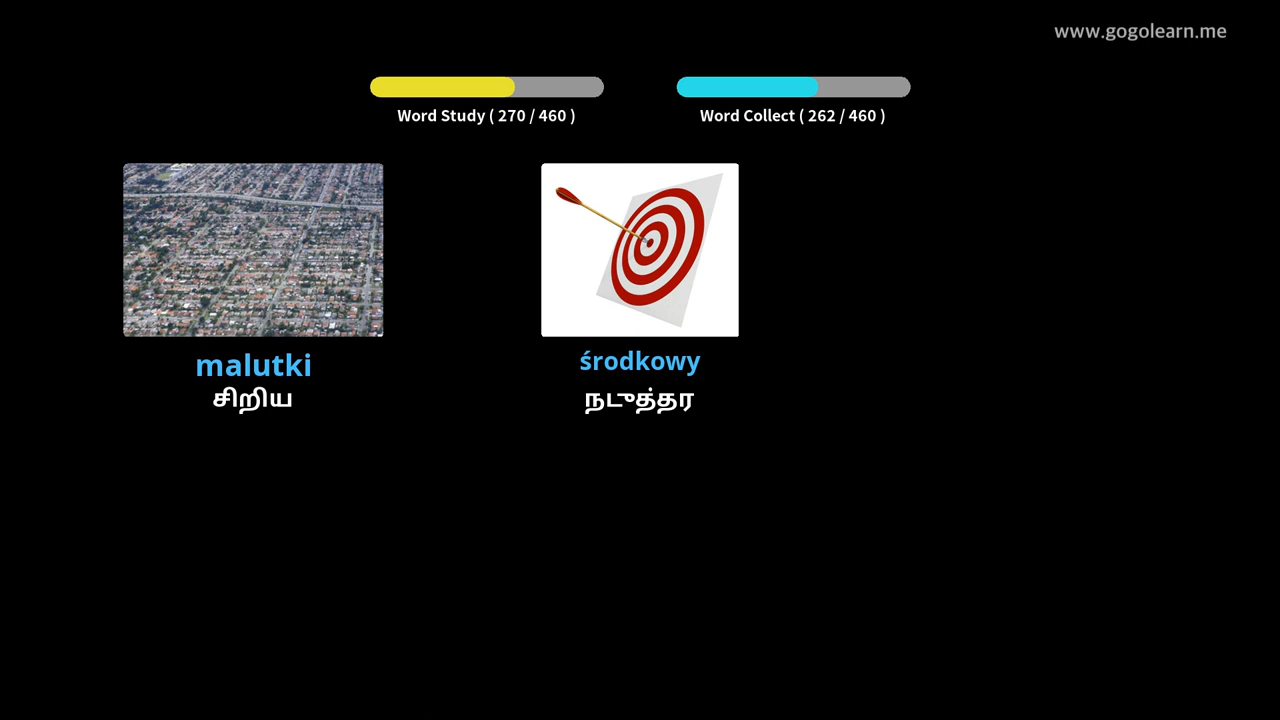 www.gogolearn.me
Word Study ( 270 / 460 )
Word Collect ( 262 / 460 )
malutki
சிறிய
środkowy
நடுத்தர